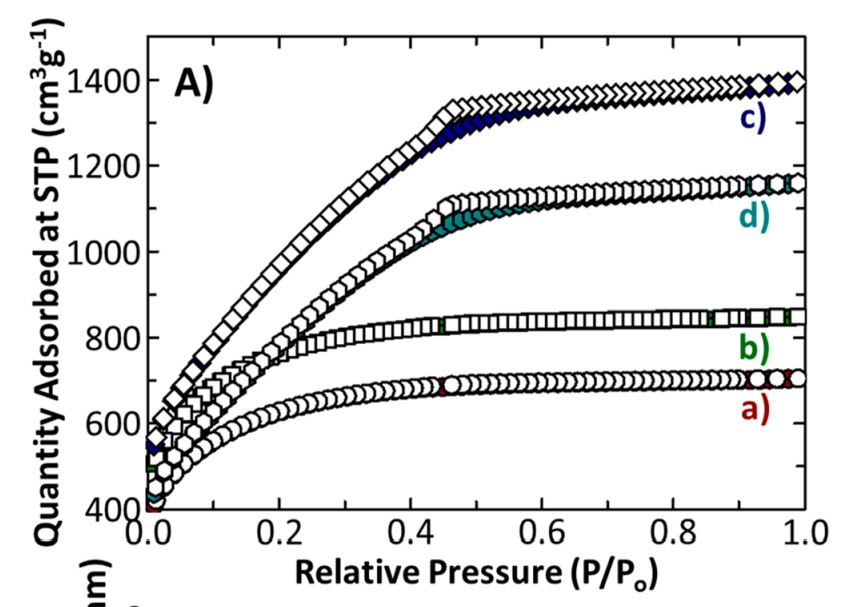 A)
Quantity Adsorbed at STP (cm³g⁻¹)
1400
1200
1000
800
600
400
c)
d)
b)
a)
0.0 0.2 0.4 0.6 0.8 1.0
Relative Pressure (P/Pₒ)